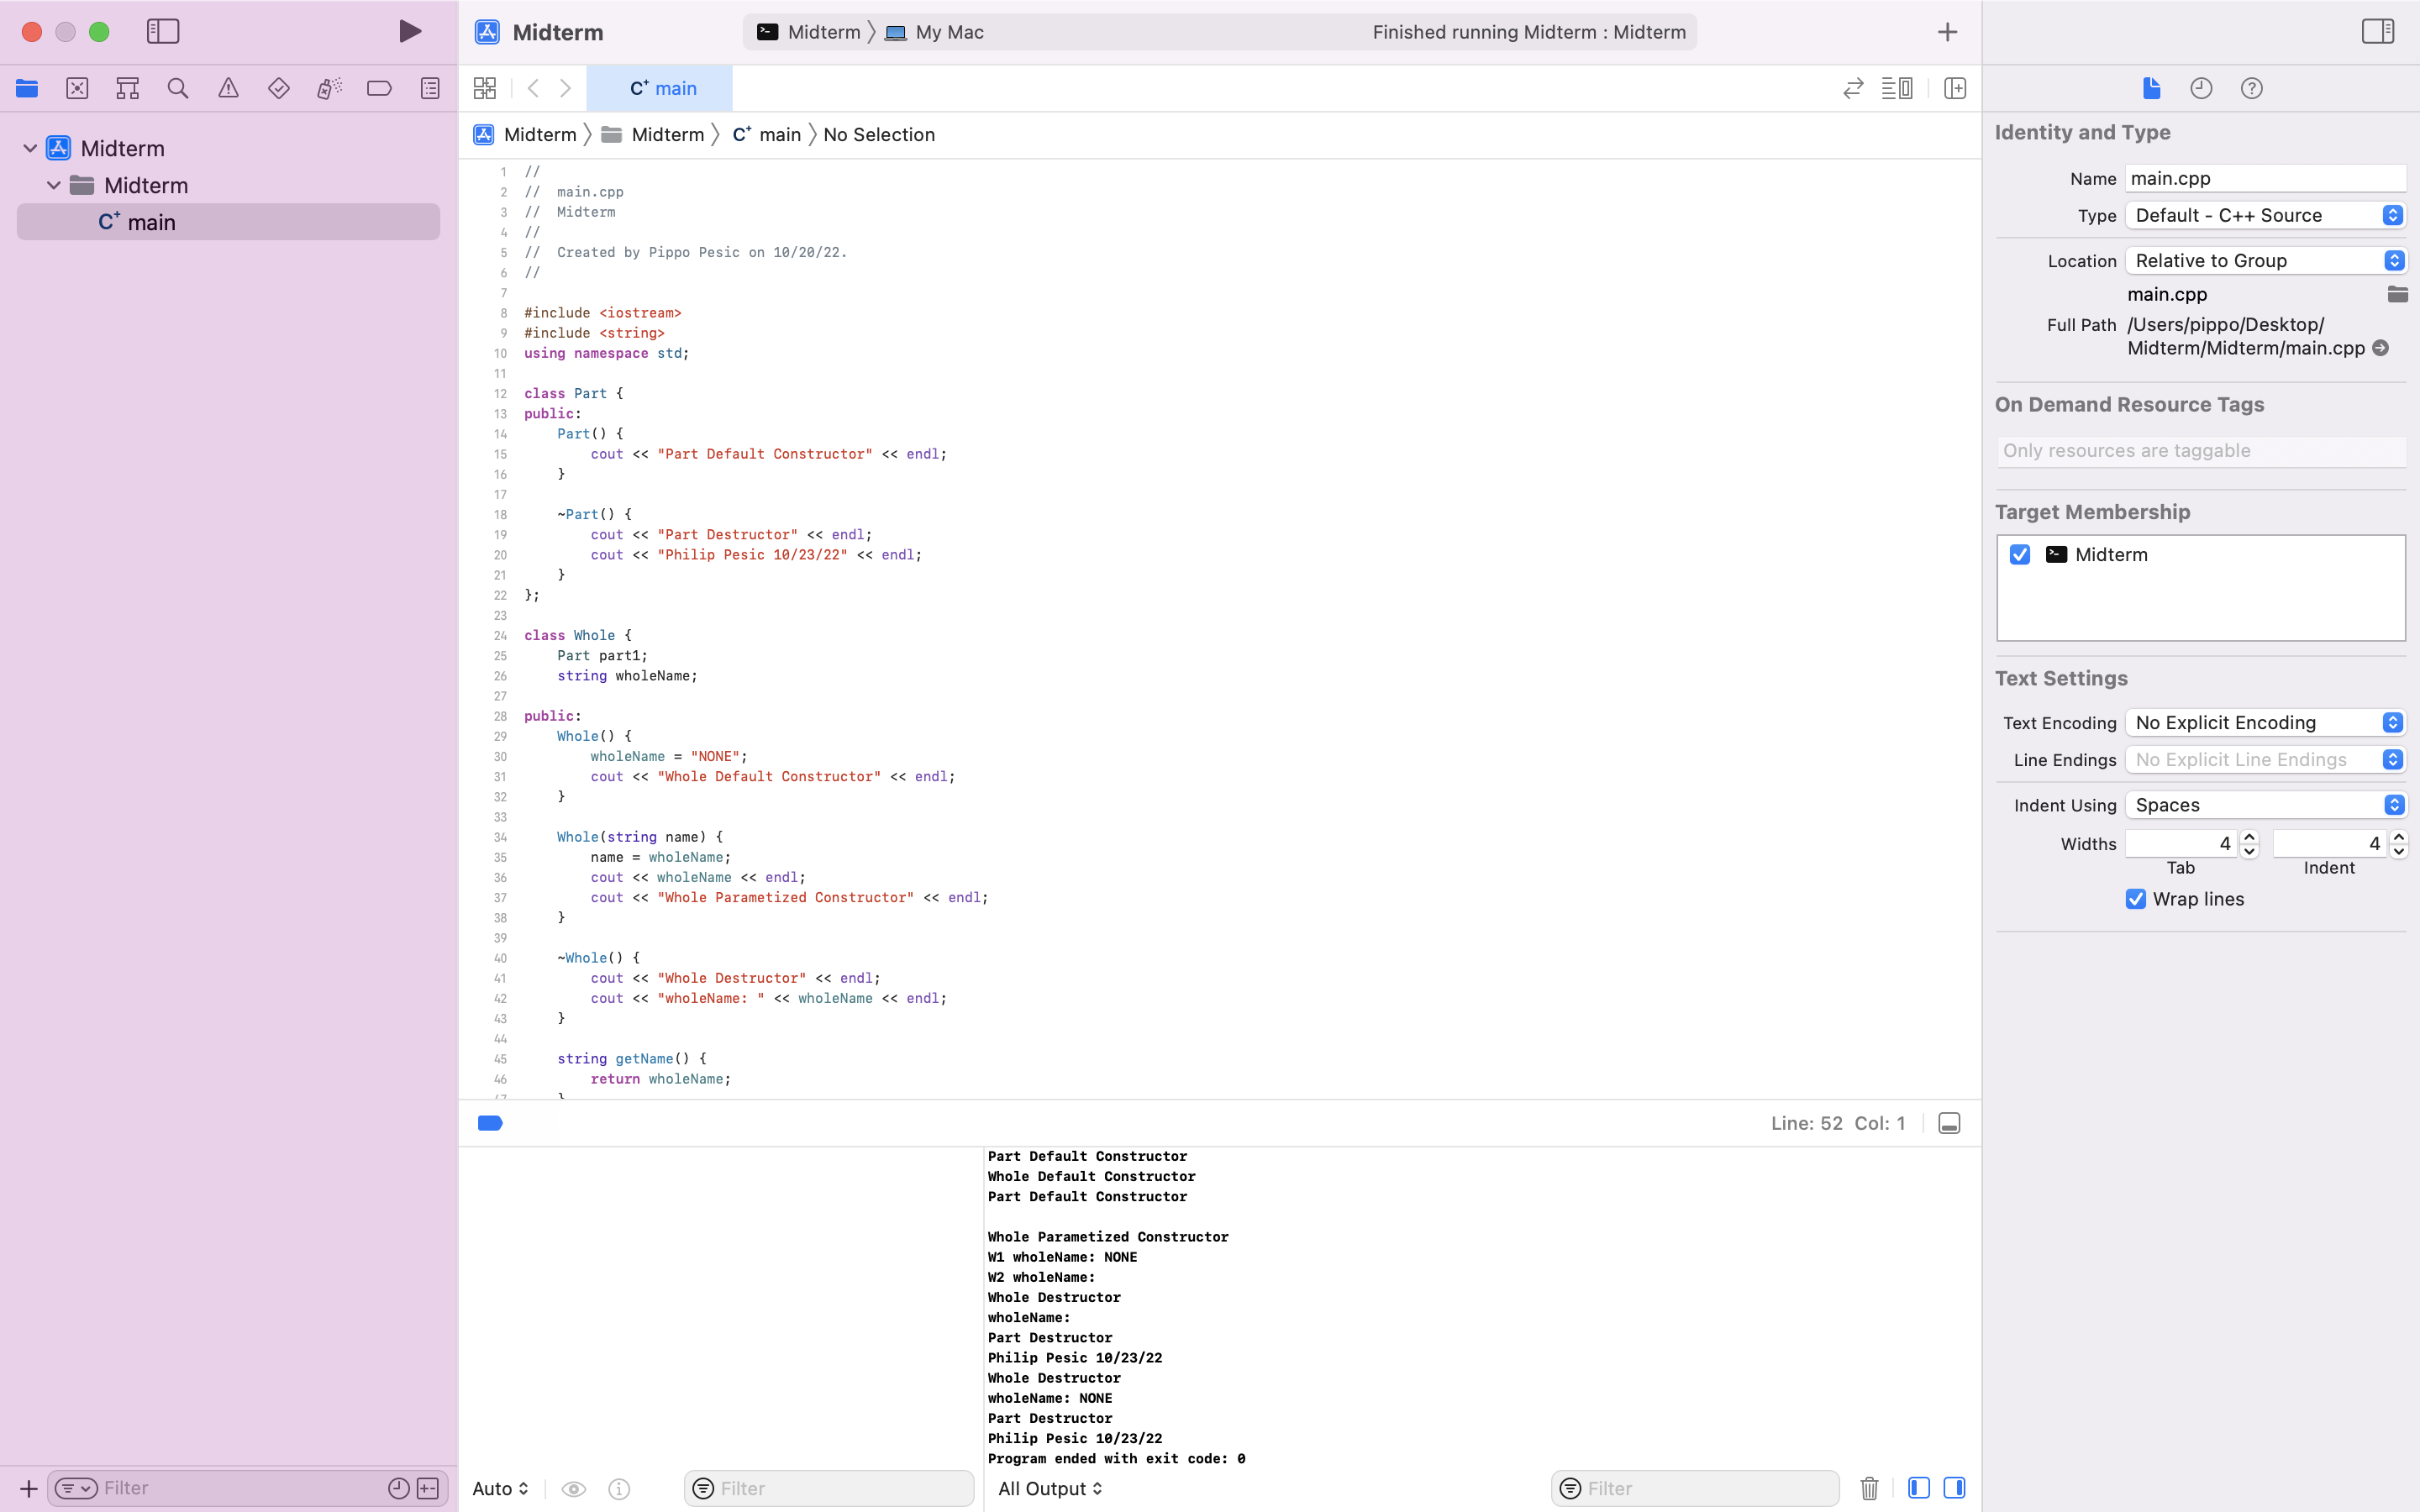 Midterm
Midterm
My Mac
Finished running Midterm : Midterm
Midterm
Midterm
C+ main
Filter
C+ main
Midterm
Midterm
C+ main
No Selection
1 //
2 //  main.cpp
3 //  Midterm
4 //
5 //  Created by Pippo Pesic on 10/20/22.
6 //
7
8 #include <iostream>
9 #include <string>
10 using namespace std;
11
12 class Part {
13 public:
14     Part() {
15         cout << "Part Default Constructor" << endl;
16     }
17
18     ~Part() {
19         cout << "Part Destructor" << endl;
20         cout << "Philip Pesic 10/23/22" << endl;
21     }
22 };
23
24 class Whole {
25     Part part1;
26     string wholeName;
27
28 public:
29     Whole() {
30         wholeName = "NONE";
31         cout << "Whole Default Constructor" << endl;
32     }
33
34     Whole(string name) {
35         name = wholeName;
36         cout << wholeName << endl;
37         cout << "Whole Parametized Constructor" << endl;
38     }
39
40     ~Whole() {
41         cout << "Whole Destructor" << endl;
42         cout << "wholeName: " << wholeName << endl;
43     }
44
45     string getName() {
46         return wholeName;
47     }
Line: 52  Col: 1
Part Default Constructor
Whole Default Constructor
Part Default Constructor
Whole Parametized Constructor
W1 wholeName: NONE
W2 wholeName:
Whole Destructor
wholeName:
Part Destructor
Philip Pesic 10/23/22
Whole Destructor
wholeName: NONE
Part Destructor
Philip Pesic 10/23/22
Program ended with exit code: 0
Auto
Filter
All Output
Filter
Identity and Type
Name main.cpp
Type Default - C++ Source
Location Relative to Group
main.cpp
Full Path /Users/pippo/Desktop/
Midterm/Midterm/main.cpp
On Demand Resource Tags
Only resources are taggable
Target Membership
Midterm
Text Settings
Text Encoding No Explicit Encoding
Line Endings No Explicit Line Endings
Indent Using Spaces
Widths 4 4
Tab Indent
Wrap lines